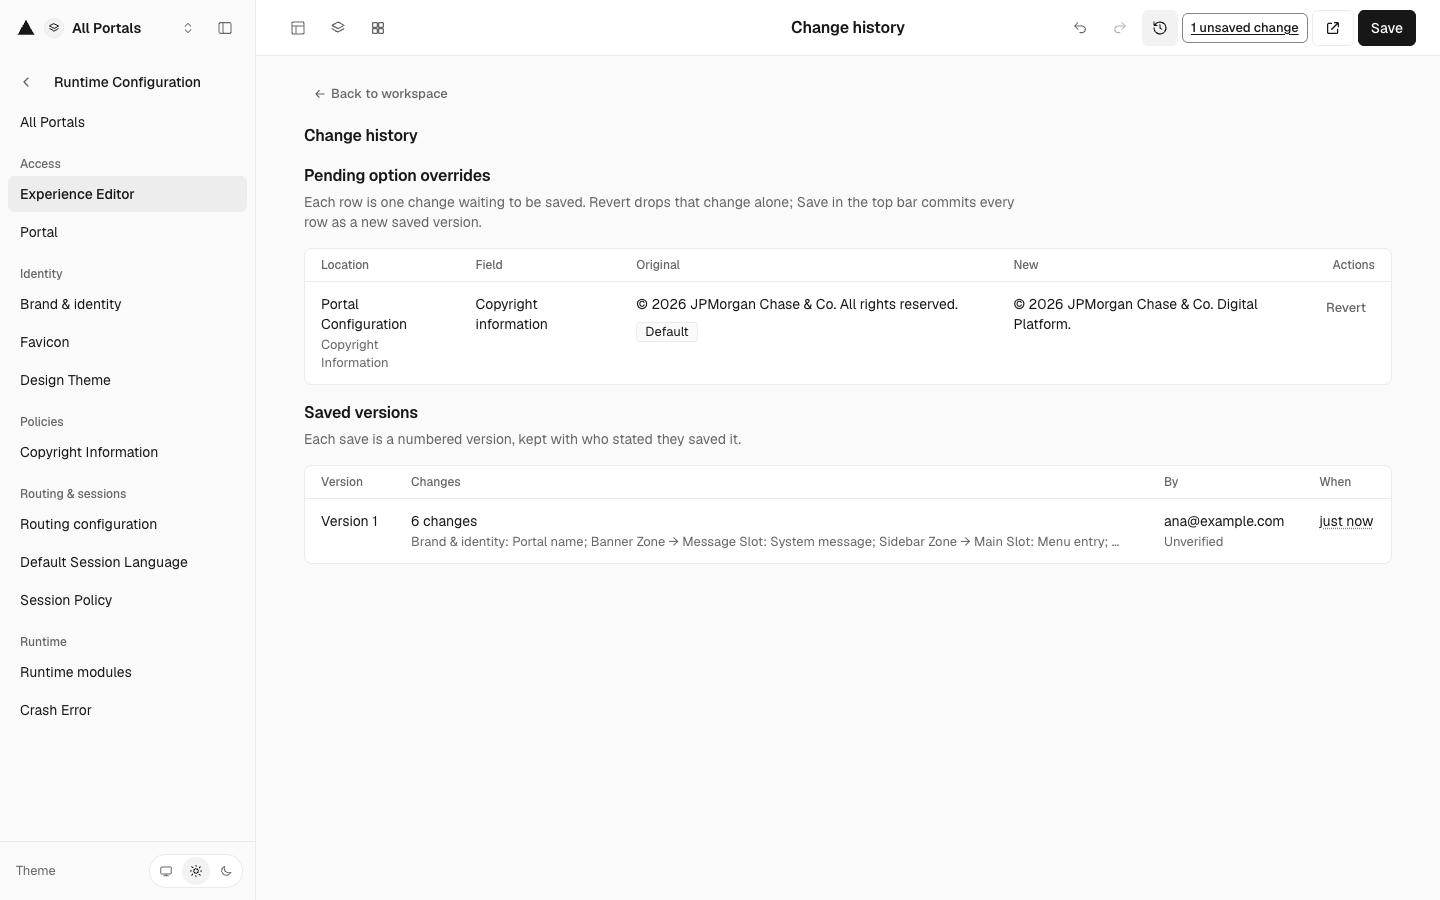 All Portals
Change history
1 unsaved change
Save
Runtime Configuration
All Portals
Access
Experience Editor
Portal
Identity
Brand & identity
Favicon
Design Theme
Policies
Copyright Information
Routing & sessions
Routing configuration
Default Session Language
Session Policy
Runtime
Runtime modules
Crash Error
Theme
← Back to workspace
Change history
Pending option overrides
Each row is one change waiting to be saved. Revert drops that change alone; Save in the top bar commits every
row as a new saved version.
Location Field Original New Actions
Portal Configuration Copyright Information
Copyright information
© 2026 JPMorgan Chase & Co. All rights reserved.
Default
© 2026 JPMorgan Chase & Co. Digital
Platform.
Revert
Saved versions
Each save is a numbered version, kept with who stated they saved it.
Version Changes By When
Version 1 6 changes ana@example.com just now
Brand & identity: Portal name; Banner Zone → Message Slot: System message; Sidebar Zone → Main Slot: Menu entry; … Unverified